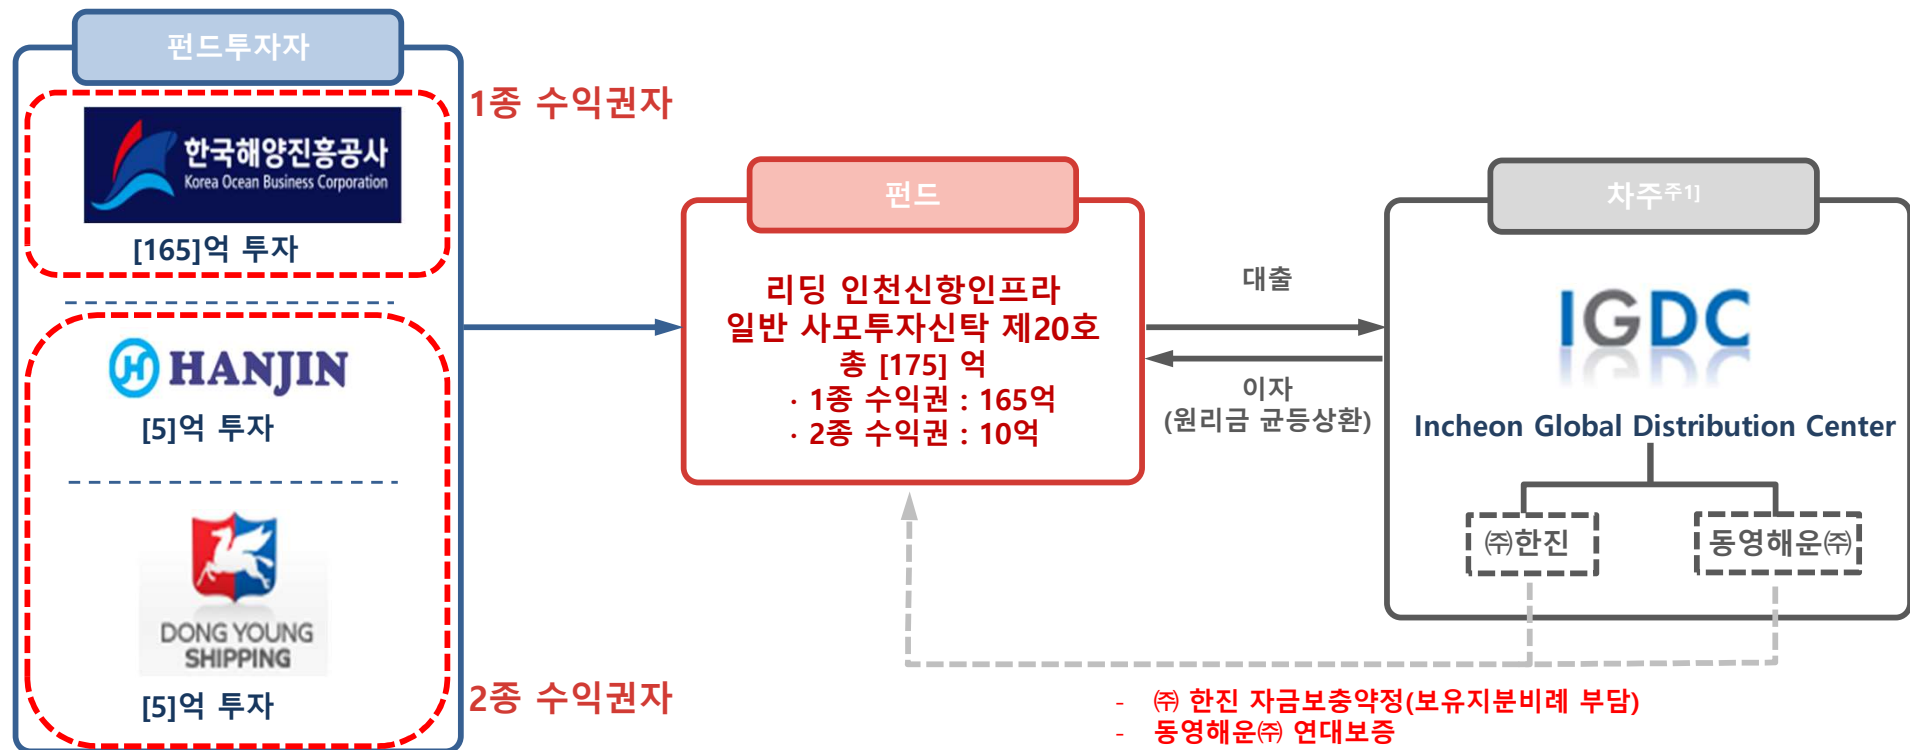 펀드투자자
1종 수익권자
한국해양진흥공사
Korea Ocean Business Corporation
[165]억 투자
HANJIN
[5]억 투자
DONG YOUNG
SHIPPING
[5]억 투자
2종 수익권자
펀드
리딩 인천신항인프라
일반 사모투자신탁 제20호
총 [175] 억
· 1종 수익권 : 165억
· 2종 수익권 : 10억
대출
이자
(원리금 균등상환)
차주주1]
IGDC
Incheon Global Distribution Center
㈜한진
동영해운㈜
- ㈜ 한진 자금보충약정(보유지분비례 부담)
- 동영해운㈜ 연대보증